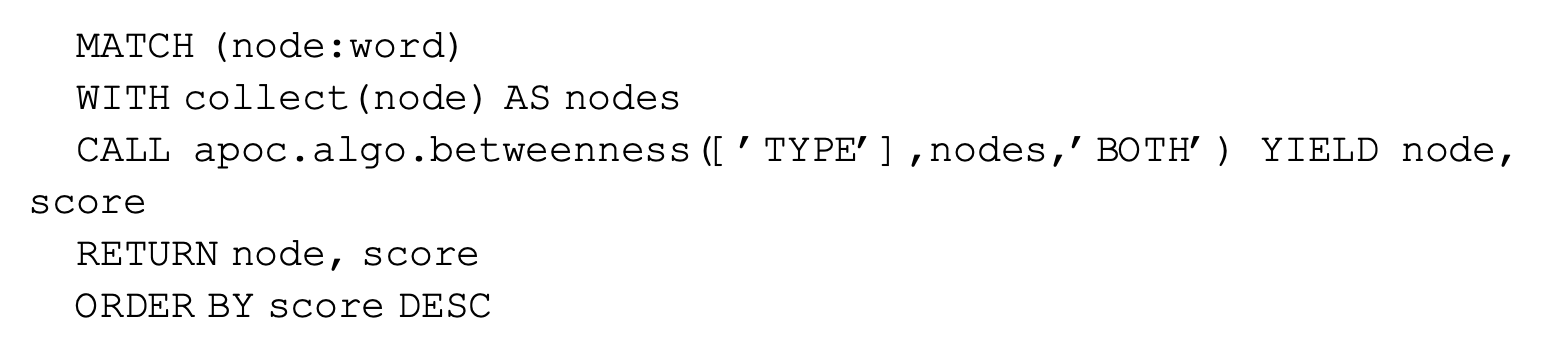 MATCH (node:word)
WITH collect(node) AS nodes
CALL apoc.algo.betweenness(['TYPE'],nodes,'BOTH') YIELD node,
score
RETURN node, score
ORDER BY score DESC